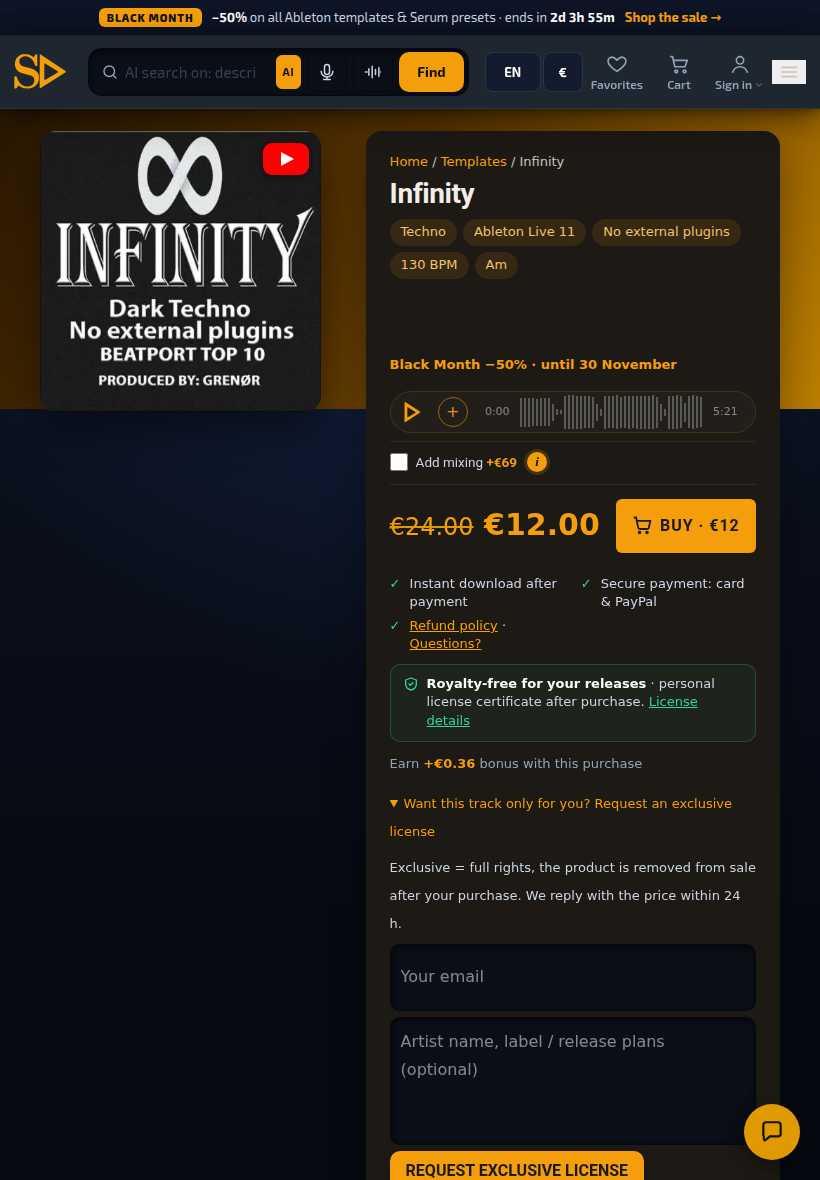 BLACK MONTH −50% on all Ableton templates & Serum presets · ends in 2d 3h 55m Shop the sale →
AI search on: descri
AI
Find
EN
€
Favorites
Cart
Sign in
INFINITY
Dark Techno
No external plugins
BEATPORT TOP 10
PRODUCED BY: GRENØR
Home / Templates / Infinity
Infinity
Techno
Ableton Live 11
No external plugins
130 BPM
Am
Black Month −50% · until 30 November
0:00
5:21
Add mixing +€69
i
€24.00 €12.00
BUY · €12
✓ Instant download after
payment
✓ Secure payment: card
& PayPal
✓ Refund policy ·
Questions?
Royalty-free for your releases · personal
license certificate after purchase. License
details
Earn +€0.36 bonus with this purchase
▼ Want this track only for you? Request an exclusive
license
Exclusive = full rights, the product is removed from sale
after your purchase. We reply with the price within 24
h.
Your email
Artist name, label / release plans
(optional)
REQUEST EXCLUSIVE LICENSE